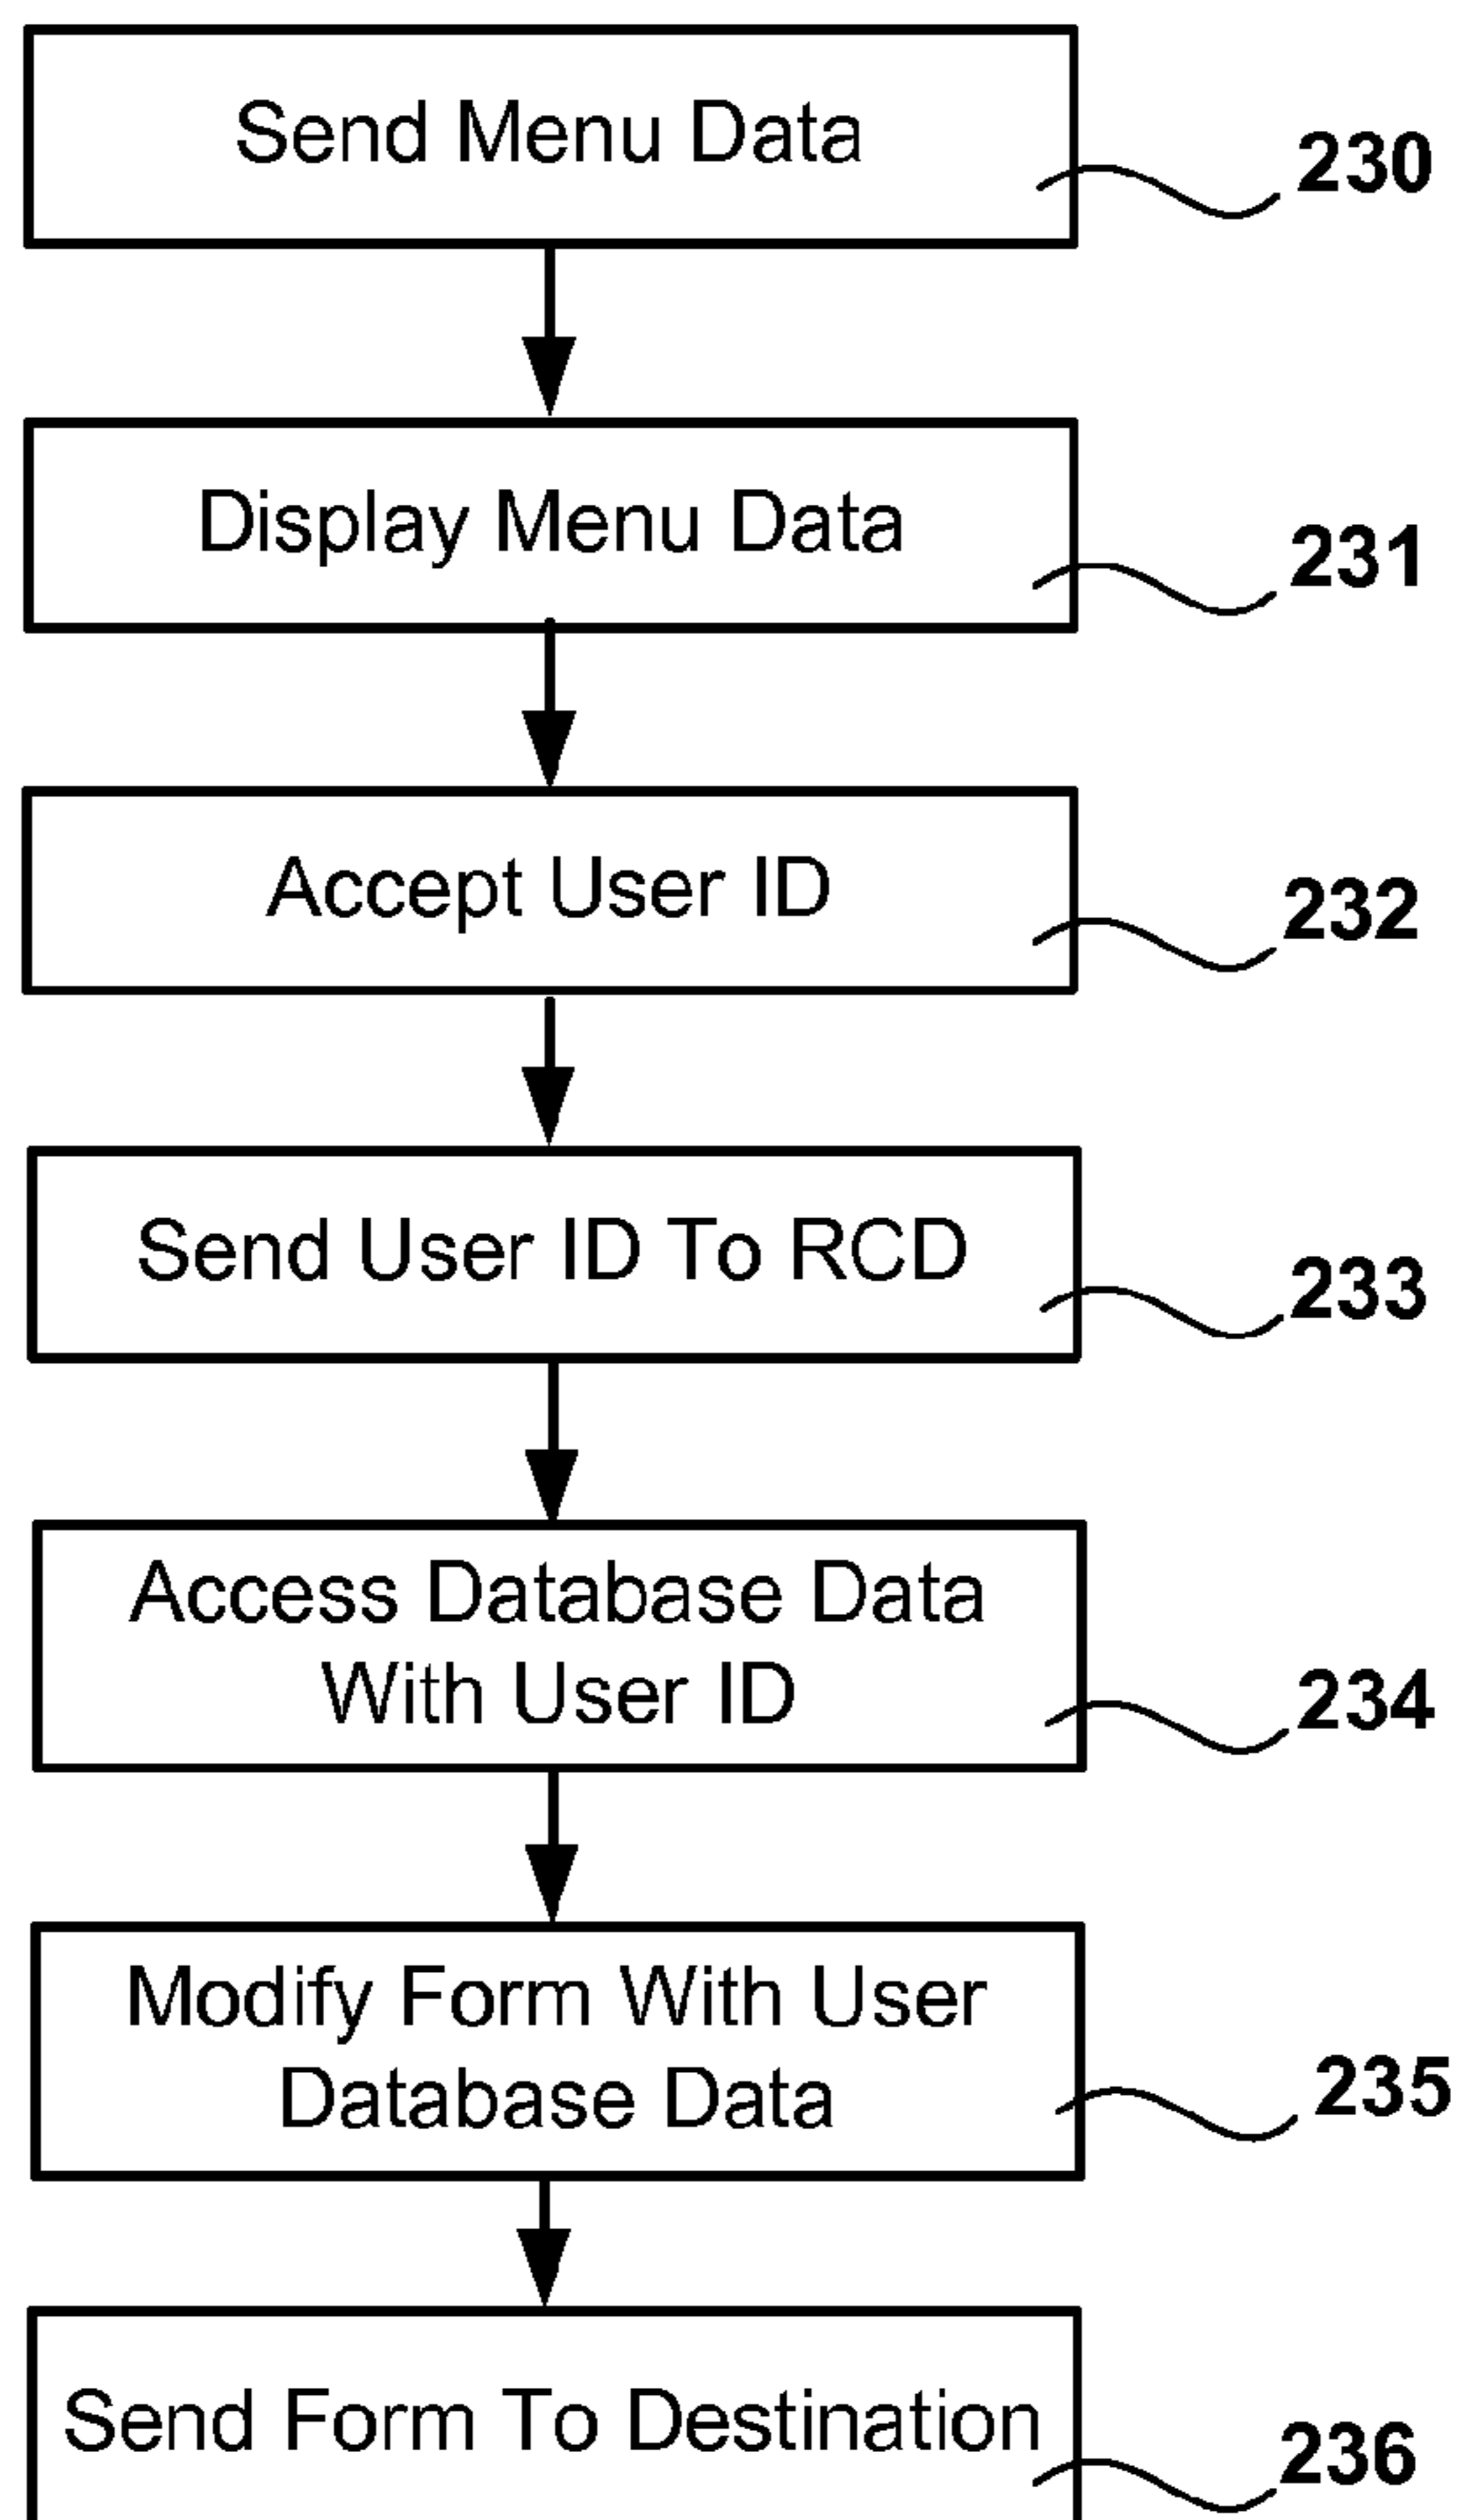 Send Menu Data
230
Display Menu Data
231
Accept User ID
232
Send User ID To RCD
233
Access Database Data
With User ID
234
Modify Form With User
Database Data
235
Send Form To Destination
236